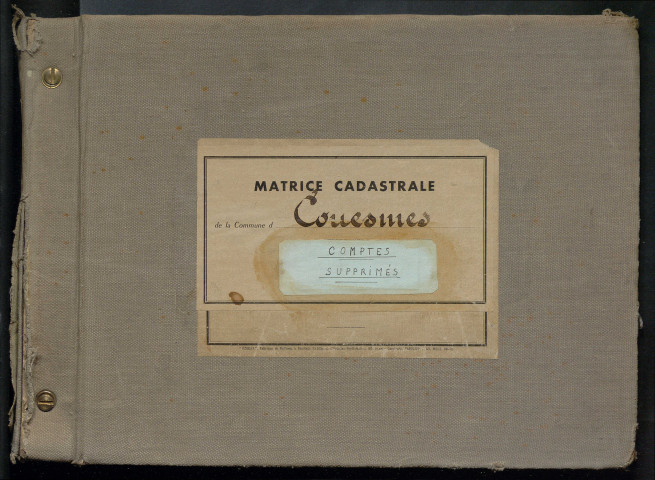 MATRICE CADASTRALE
de la Commune d Couesmes
COMPTES
SUPPRIMÉS